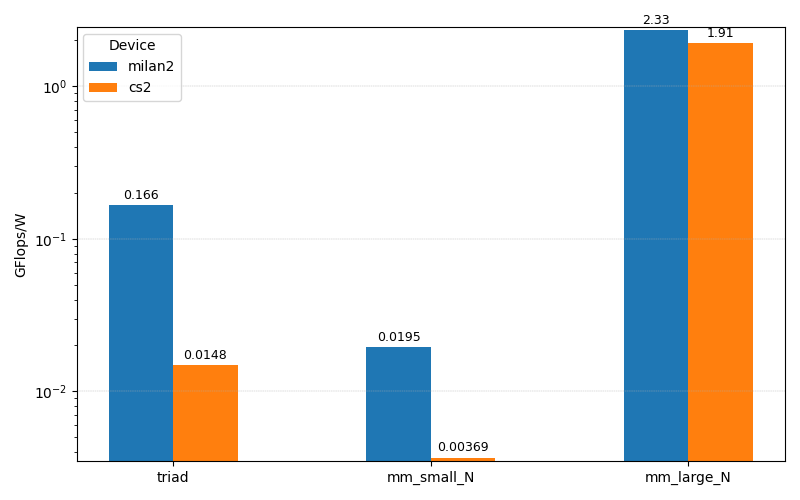 2.33
1.91
Device
milan2
cs2
10⁰
0.166
10⁻¹
GFlops/W
0.0148
0.0195
10⁻²
0.00369
triad
mm_small_N
mm_large_N